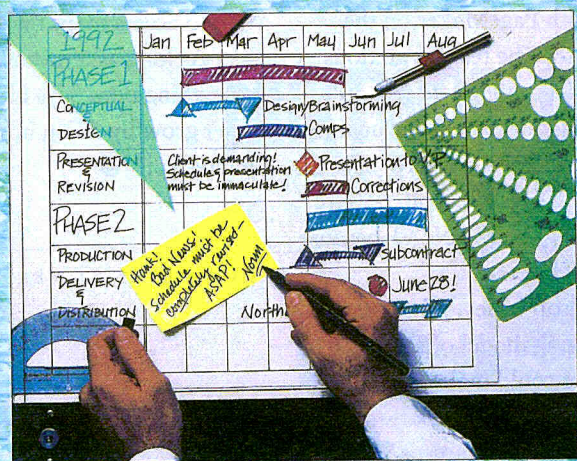 1992 Jan Feb Mar Apr May Jun Jul Aug
PHASE 1
CONCEPTUAL
&
DESIGN
Design/Brainstorming
Comps
PRESENTATION
&
REVISION
Client is demanding!
Schedule & presentation
must be immaculate!
Presentation to V.P.
Corrections
PHASE 2
PRODUCTION
Subcontract
DELIVERY
&
DISTRIBUTION
June 28!
Hank!
Bad News!
Schedule must be
completely revised-
ASAP!
Norm